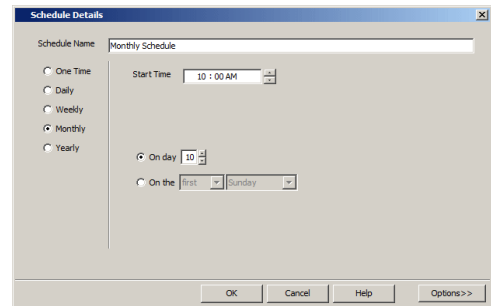 Schedule Details
Schedule Name Monthly Schedule
One Time
Start Time 10 : 00 AM
Daily
Weekly
Monthly
Yearly
On day 10
On the first Sunday
OK Cancel Help Options>>